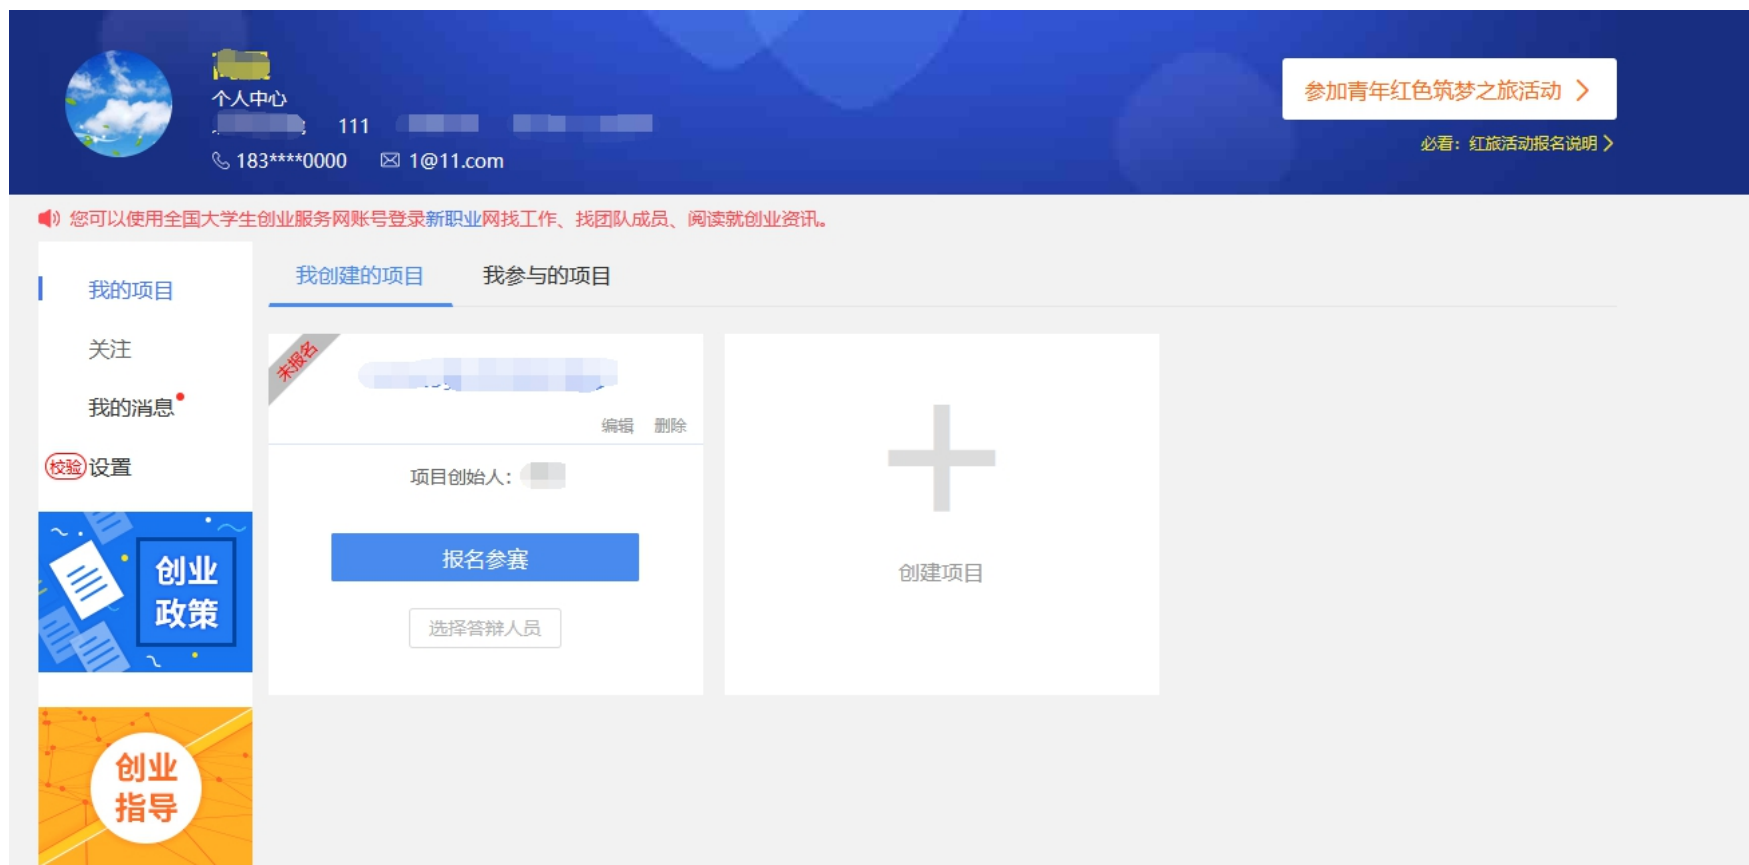 个人中心
参加青年红色筑梦之旅活动 >
111
183****0000 1@11.com
必看：红旅活动报名说明 >
您可以使用全国大学生创业服务网账号登录新职业网找工作、找团队成员、阅读就创业资讯。
我的项目
关注
我的消息
校验 设置
创业
政策
创业
指导
我创建的项目 我参与的项目
未报名
编辑 删除
项目创始人：
报名参赛
选择答辩人员
创建项目